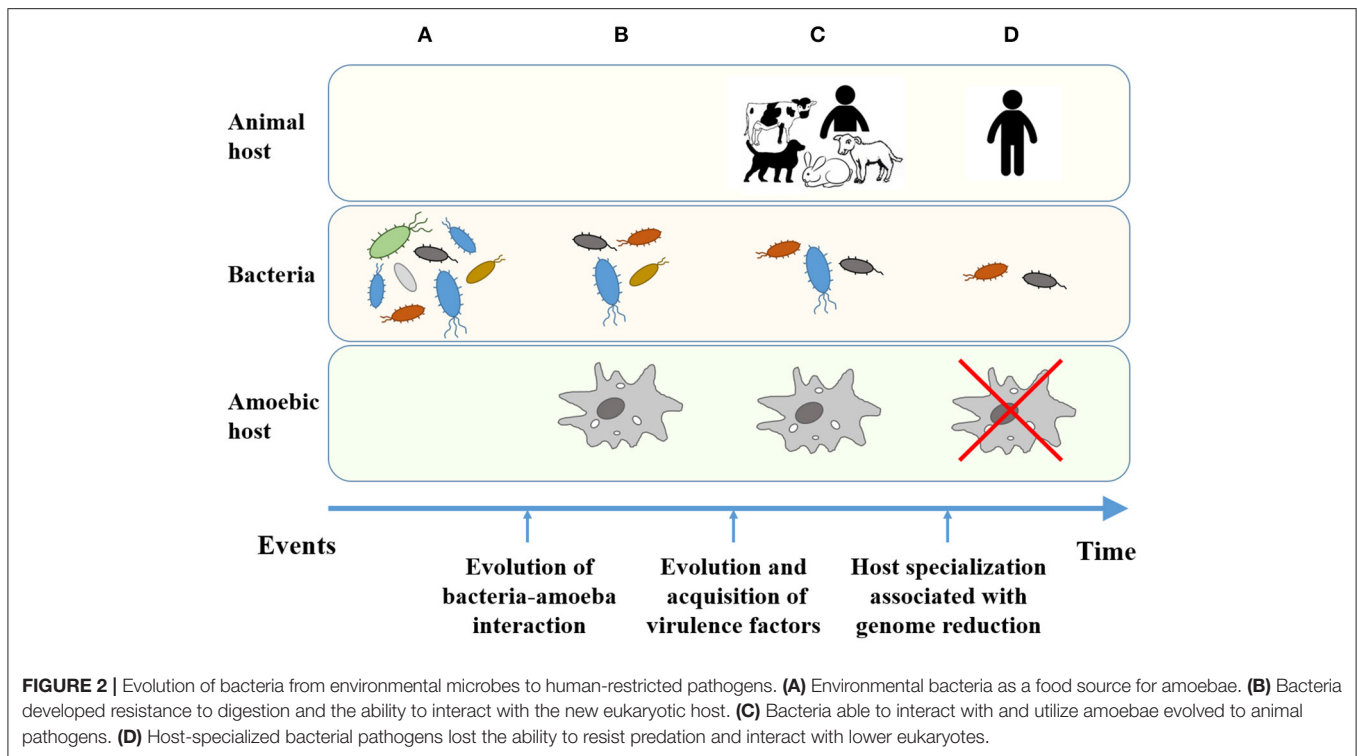 A B C D
Animal
host
Bacteria
Amoebic
host
Events
Time
Evolution of
bacteria-amoeba
interaction
Evolution and
acquisition of
virulence factors
Host specialization
associated with
genome reduction
FIGURE 2 | Evolution of bacteria from environmental microbes to human-restricted pathogens. (A) Environmental bacteria as a food source for amoebae. (B) Bacteria
developed resistance to digestion and the ability to interact with the new eukaryotic host. (C) Bacteria able to interact with and utilize amoebae evolved to animal
pathogens. (D) Host-specialized bacterial pathogens lost the ability to resist predation and interact with lower eukaryotes.